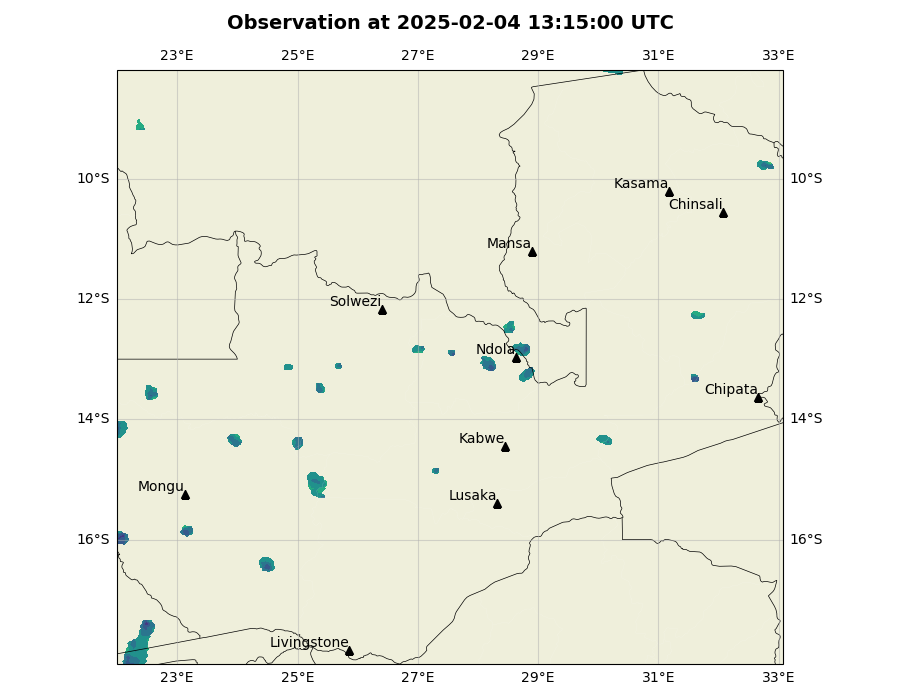 Observation at 2025-02-04 13:15:00 UTC
23°E 25°E 27°E 29°E 31°E 33°E
10°S 10°S
Kasama
Chinsali
Mansa
12°S 12°S
Solwezi
Ndola
Chipata
14°S 14°S
Kabwe
Mongu
Lusaka
16°S 16°S
Livingstone
23°E 25°E 27°E 29°E 31°E 33°E